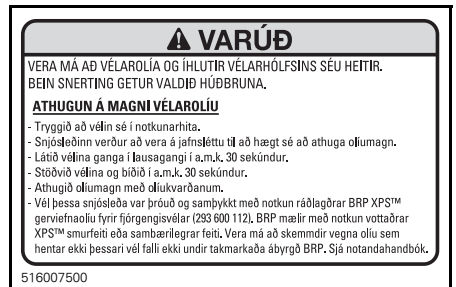 VARÚÐ
VERA MÁ AÐ VÉLAROLÍA OG ÍHLUTIR VÉLARHÓLFSINS SÉU HEITIR.
BEIN SNERTING GETUR VALDIÐ HÚÐBRUNA.
ATHUGUN Á MAGNI VÉLAROLÍU
- Tryggið að vélin sé í notkunarhita.
- Snjósleðinn verður að vera á jafnsléttu til að hægt sé að athuga olíumagn.
- Látið vélina ganga í lausagangi í a.m.k. 30 sekúndur.
- Stöðvið vélina og bíðið í a.m.k. 30 sekúndur.
- Athugið olíumagn með olíukvarðanum.
- Vél þessa snjósleða var þróuð og samþykkt með notkun ráðlagðrar BRP XPS™
gerviefnaolíu fyrir fjórgengisvélar (293 600 112). BRP mælir með notkun vottaðrar
XPS™ smurfeiti eða sambærilegrar feiti. Vera má að skemmdir vegna olíu sem
hentar ekki þessari vél falli ekki undir takmarkaða ábyrgð BRP. Sjá notandahandbók.
516007500